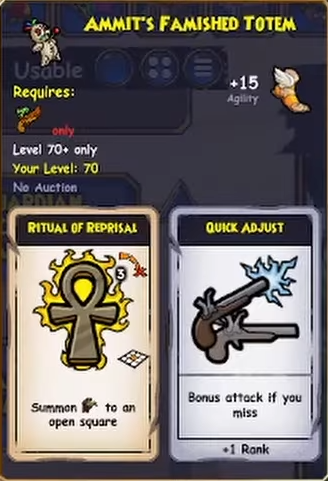 AMMIT'S FAMISHED TOTEM
Usable
Requires:
+15
Agility
only
Level 70+ only
Your Level: 70
No Auction
RITUAL OF REPRISAL
3
Summon to an
open square
QUICK ADJUST
Bonus attack if you
miss
+1 Rank